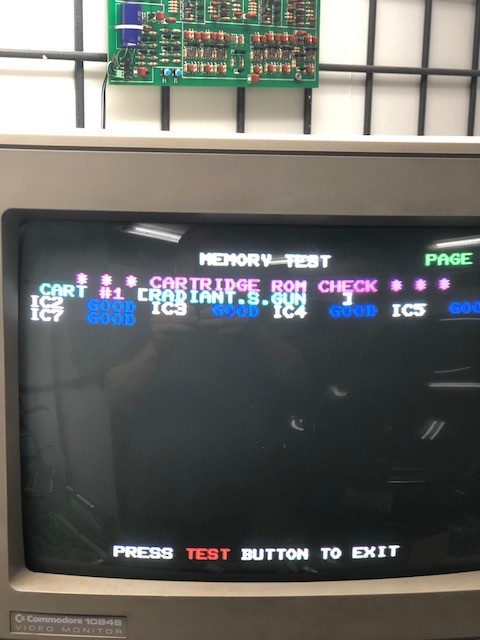 MEMORY TEST PAGE
* * * CARTRIDGE ROM CHECK * * *
CART #1 [RADIANT.S.GUN ]
IC2 GOOD IC3 GOOD IC4 GOOD IC5 GOO
IC7 GOOD
PRESS TEST BUTTON TO EXIT
Commodore 1084S
VIDEO MONITOR